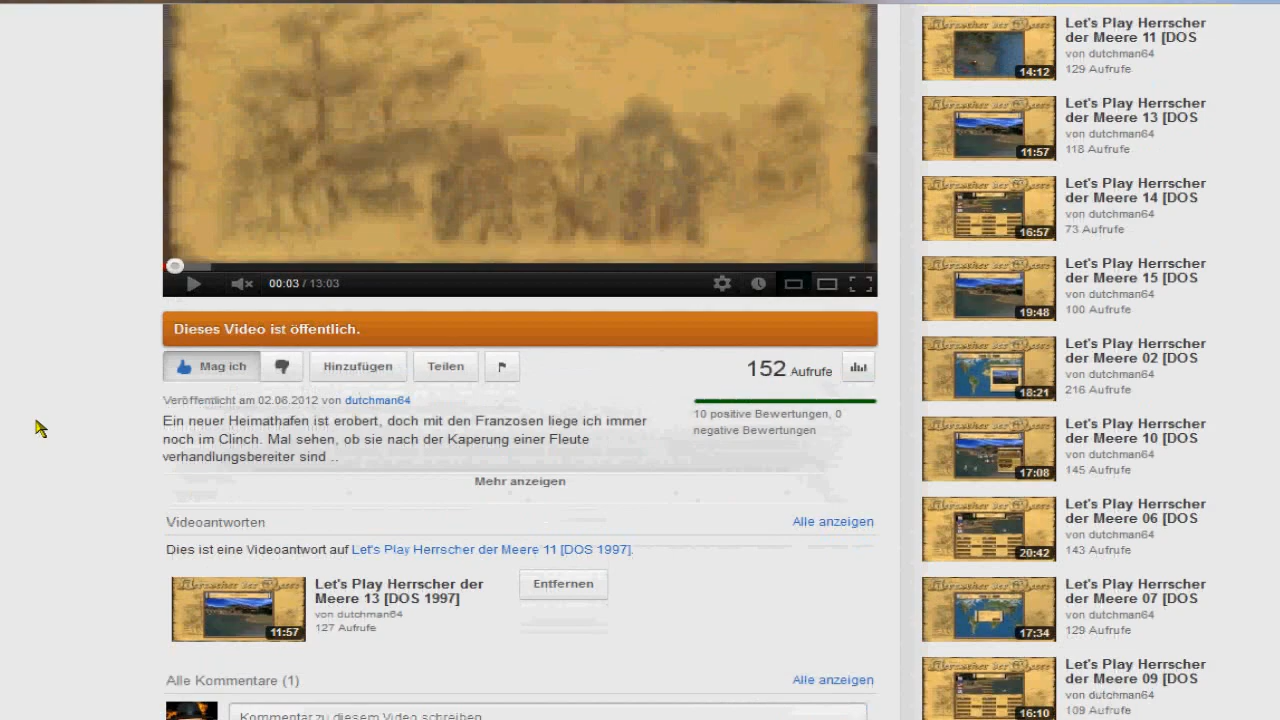 00:03 / 13:03
Dieses Video ist öffentlich.
Mag ich
Hinzufügen
Teilen
152 Aufrufe
Veröffentlicht am 02.06.2012 von dutchman64
Ein neuer Heimathafen ist erobert, doch mit den Franzosen liege ich immer
noch im Clinch. Mal sehen, ob sie nach der Kaperung einer Fleute
verhandlungsbereiter sind ..
10 positive Bewertungen, 0
negative Bewertungen
Mehr anzeigen
Videoantworten
Alle anzeigen
Dies ist eine Videoantwort auf Let's Play Herrscher der Meere 11 [DOS 1997].
11:57
Let's Play Herrscher der
Meere 13 [DOS 1997]
von dutchman64
127 Aufrufe
Entfernen
Alle Kommentare (1)
Alle anzeigen
Kommentar zu diesem Video schreiben
14:12
Let's Play Herrscher
der Meere 11 [DOS
von dutchman64
129 Aufrufe
11:57
Let's Play Herrscher
der Meere 13 [DOS
von dutchman64
118 Aufrufe
16:57
Let's Play Herrscher
der Meere 14 [DOS
von dutchman64
73 Aufrufe
19:48
Let's Play Herrscher
der Meere 15 [DOS
von dutchman64
100 Aufrufe
18:21
Let's Play Herrscher
der Meere 02 [DOS
von dutchman64
216 Aufrufe
17:08
Let's Play Herrscher
der Meere 10 [DOS
von dutchman64
145 Aufrufe
20:42
Let's Play Herrscher
der Meere 06 [DOS
von dutchman64
143 Aufrufe
17:34
Let's Play Herrscher
der Meere 07 [DOS
von dutchman64
129 Aufrufe
16:10
Let's Play Herrscher
der Meere 09 [DOS
von dutchman64
109 Aufrufe